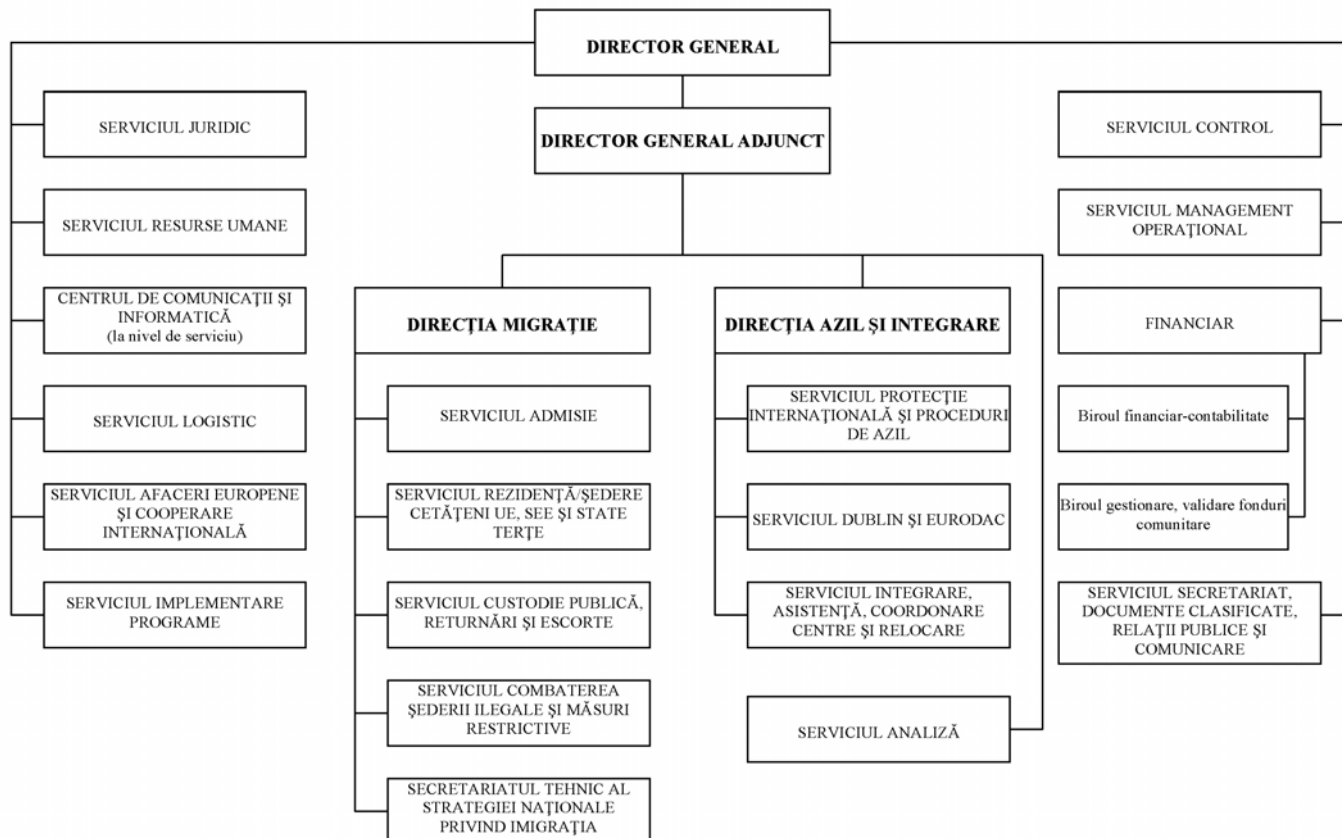 DIRECTOR GENERAL
DIRECTOR GENERAL ADJUNCT
SERVICIUL JURIDIC
SERVICIUL RESURSE UMANE
CENTRUL DE COMUNICAŢII ŞI
INFORMATICĂ
(la nivel de serviciu)
SERVICIUL LOGISTIC
SERVICIUL AFACERI EUROPENE
ŞI COOPERARE
INTERNAŢIONALĂ
SERVICIUL IMPLEMENTARE
PROGRAME
DIRECŢIA MIGRAŢIE
SERVICIUL ADMISIE
SERVICIUL REZIDENŢĂ/ŞEDERE
CETĂŢENI UE, SEE ŞI STATE
TERŢE
SERVICIUL CUSTODIE PUBLICĂ,
RETURNĂRI ŞI ESCORTE
SERVICIUL COMBATEREA
ŞEDERII ILEGALE ŞI MĂSURI
RESTRICTIVE
SECRETARIATUL TEHNIC AL
STRATEGIEI NAŢIONALE
PRIVIND IMIGRAŢIA
DIRECŢIA AZIL ŞI INTEGRARE
SERVICIUL PROTECŢIE
INTERNAŢIONALĂ ŞI PROCEDURI
DE AZIL
SERVICIUL DUBLIN ŞI EURODAC
SERVICIUL INTEGRARE,
ASISTENŢĂ, COORDONARE
CENTRE ŞI RELOCARE
SERVICIUL ANALIZĂ
SERVICIUL CONTROL
SERVICIUL MANAGEMENT
OPERAŢIONAL
FINANCIAR
Biroul financiar-contabilitate
Biroul gestionare, validare fonduri
comunitare
SERVICIUL SECRETARIAT,
DOCUMENTE CLASIFICATE,
RELAŢII PUBLICE ŞI
COMUNICARE